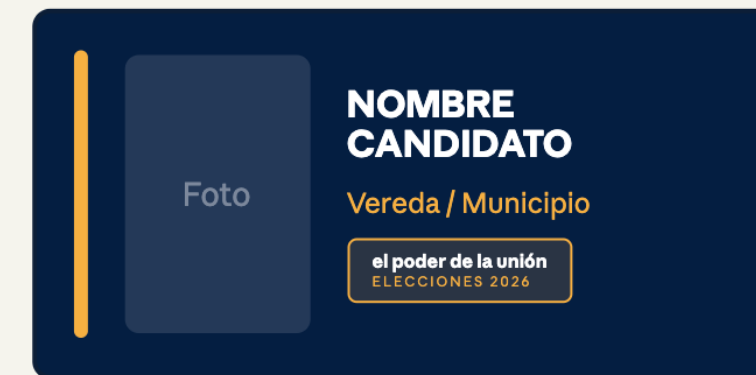 Foto
NOMBRE
CANDIDATO
Vereda / Municipio
el poder de la unión
ELECCIONES 2026